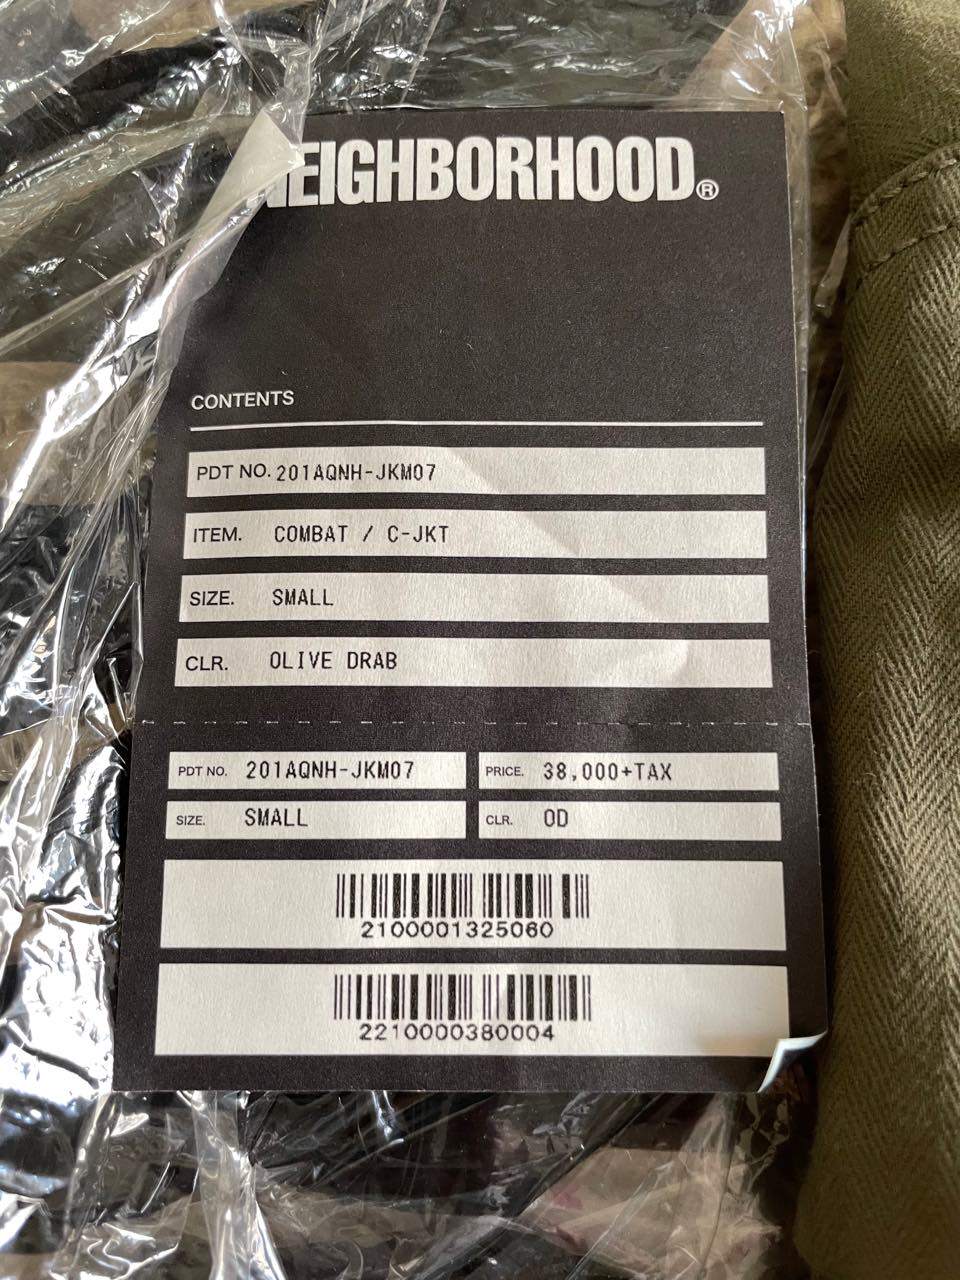 NEIGHBORHOOD®
CONTENTS
PDT NO. 201AQNH-JKM07
ITEM. COMBAT / C-JKT
SIZE. SMALL
CLR. OLIVE DRAB
PDT NO. 201AQNH-JKM07 PRICE. 38,000+TAX
SIZE. SMALL CLR. OD
2100001325060
2210000380004